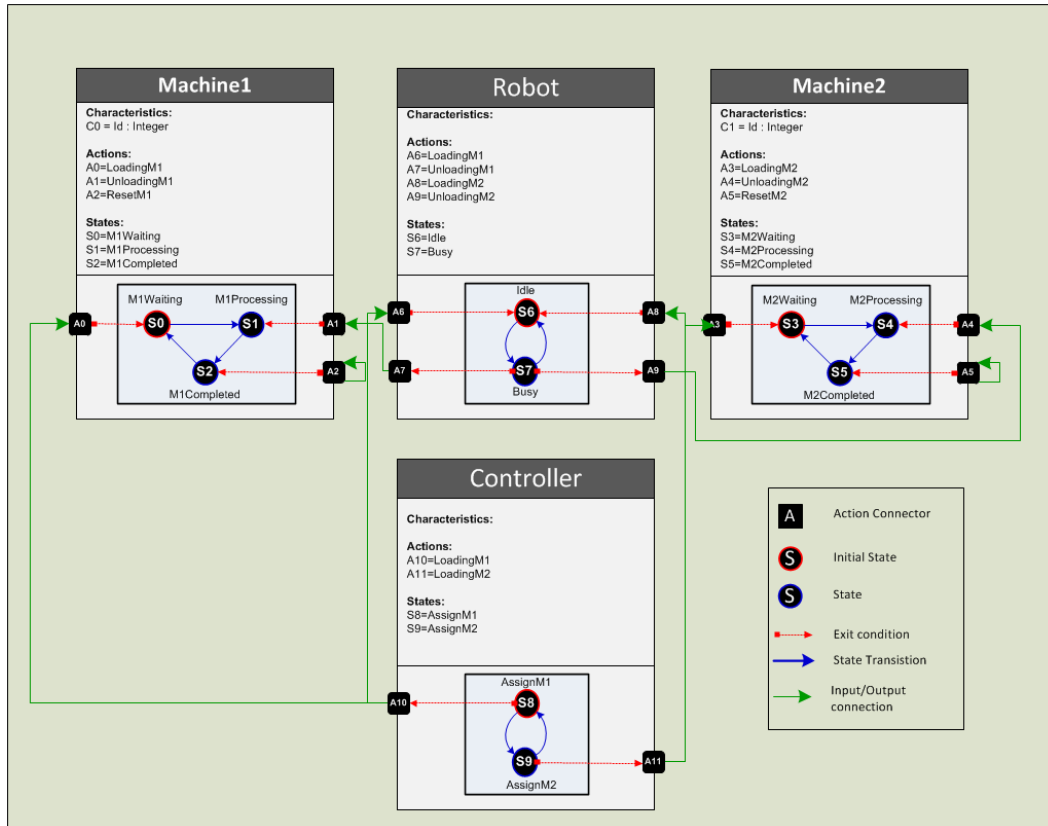 Machine1
Characteristics:
C0 = Id : Integer
Actions:
A0=LoadingM1
A1=UnloadingM1
A2=ResetM1
States:
S0=M1Waiting
S1=M1Processing
S2=M1Completed
M1Waiting
M1Processing
A0
S0
S1
A1
S2
A2
M1Completed
Robot
Characteristics:
Actions:
A6=LoadingM1
A7=UnloadingM1
A8=LoadingM2
A9=UnloadingM2
States:
S6=Idle
S7=Busy
Idle
A6
S6
A8
A7
S7
A9
Busy
Machine2
Characteristics:
C1 = Id : Integer
Actions:
A3=LoadingM2
A4=UnloadingM2
A5=ResetM2
States:
S3=M2Waiting
S4=M2Processing
S5=M2Completed
M2Waiting
M2Processing
A3
S3
S4
A4
S5
A5
M2Completed
Controller
Characteristics:
Actions:
A10=LoadingM1
A11=LoadingM2
States:
S8=AssignM1
S9=AssignM2
AssignM1
A10
S8
S9
A11
AssignM2
A
Action Connector
S
Initial State
S
State
Exit condition
State Transistion
Input/Output
connection